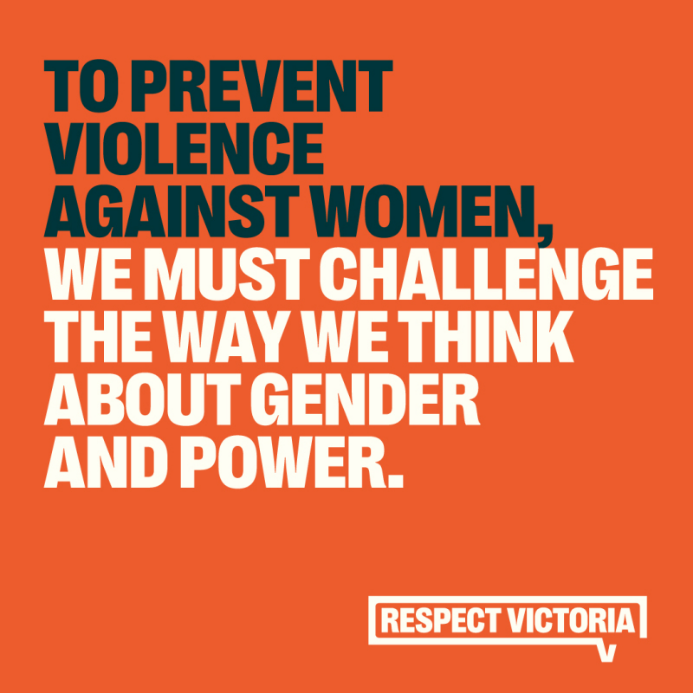 TO PREVENT
VIOLENCE
AGAINST WOMEN,
WE MUST CHALLENGE
THE WAY WE THINK
ABOUT GENDER
AND POWER.
RESPECT VICTORIA
V